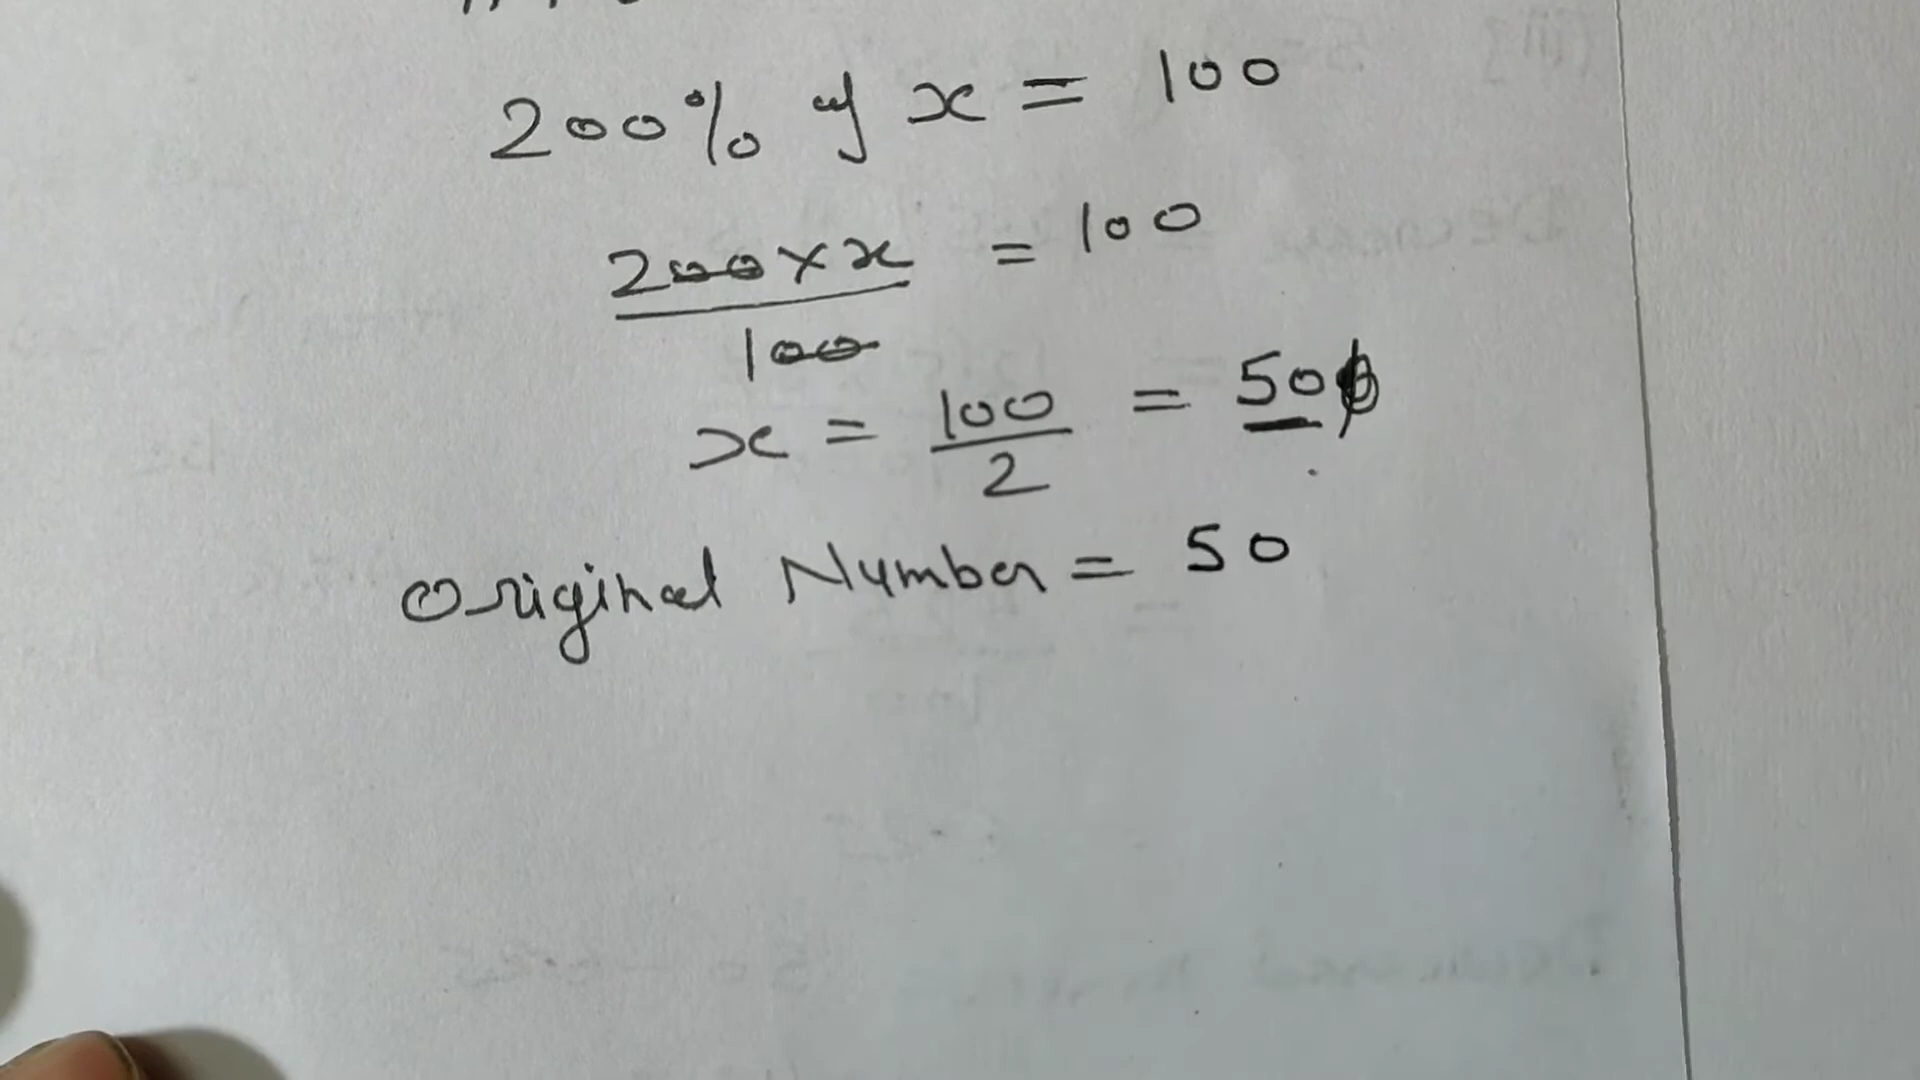 200% of x = 100
200 × x / 100 = 100
x = 100 / 2 = 50
Original Number = 50